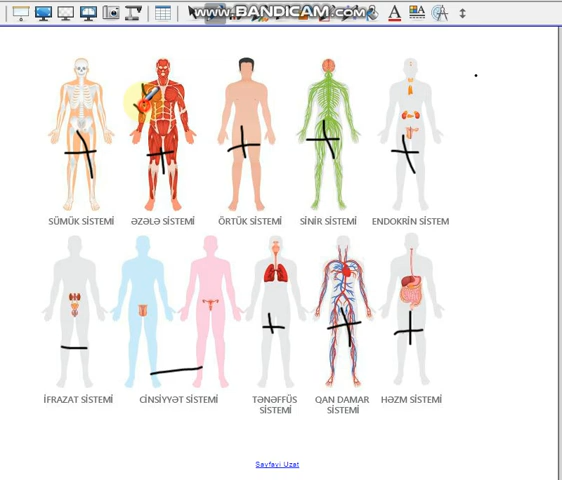 WWW.BANDICAM.COM
SÜMÜK SİSTEMİ
ƏZƏLƏ SİSTEMİ
ÖRTÜK SİSTEMİ
SİNİR SİSTEMİ
ENDOKRİN SİSTEM
İFRAZAT SİSTEMİ
CİNSİYYƏT SİSTEMİ
TƏNƏFFÜS
SİSTEMİ
QAN DAMAR
SİSTEMİ
HƏZM SİSTEMİ
Sayfayi Uzat